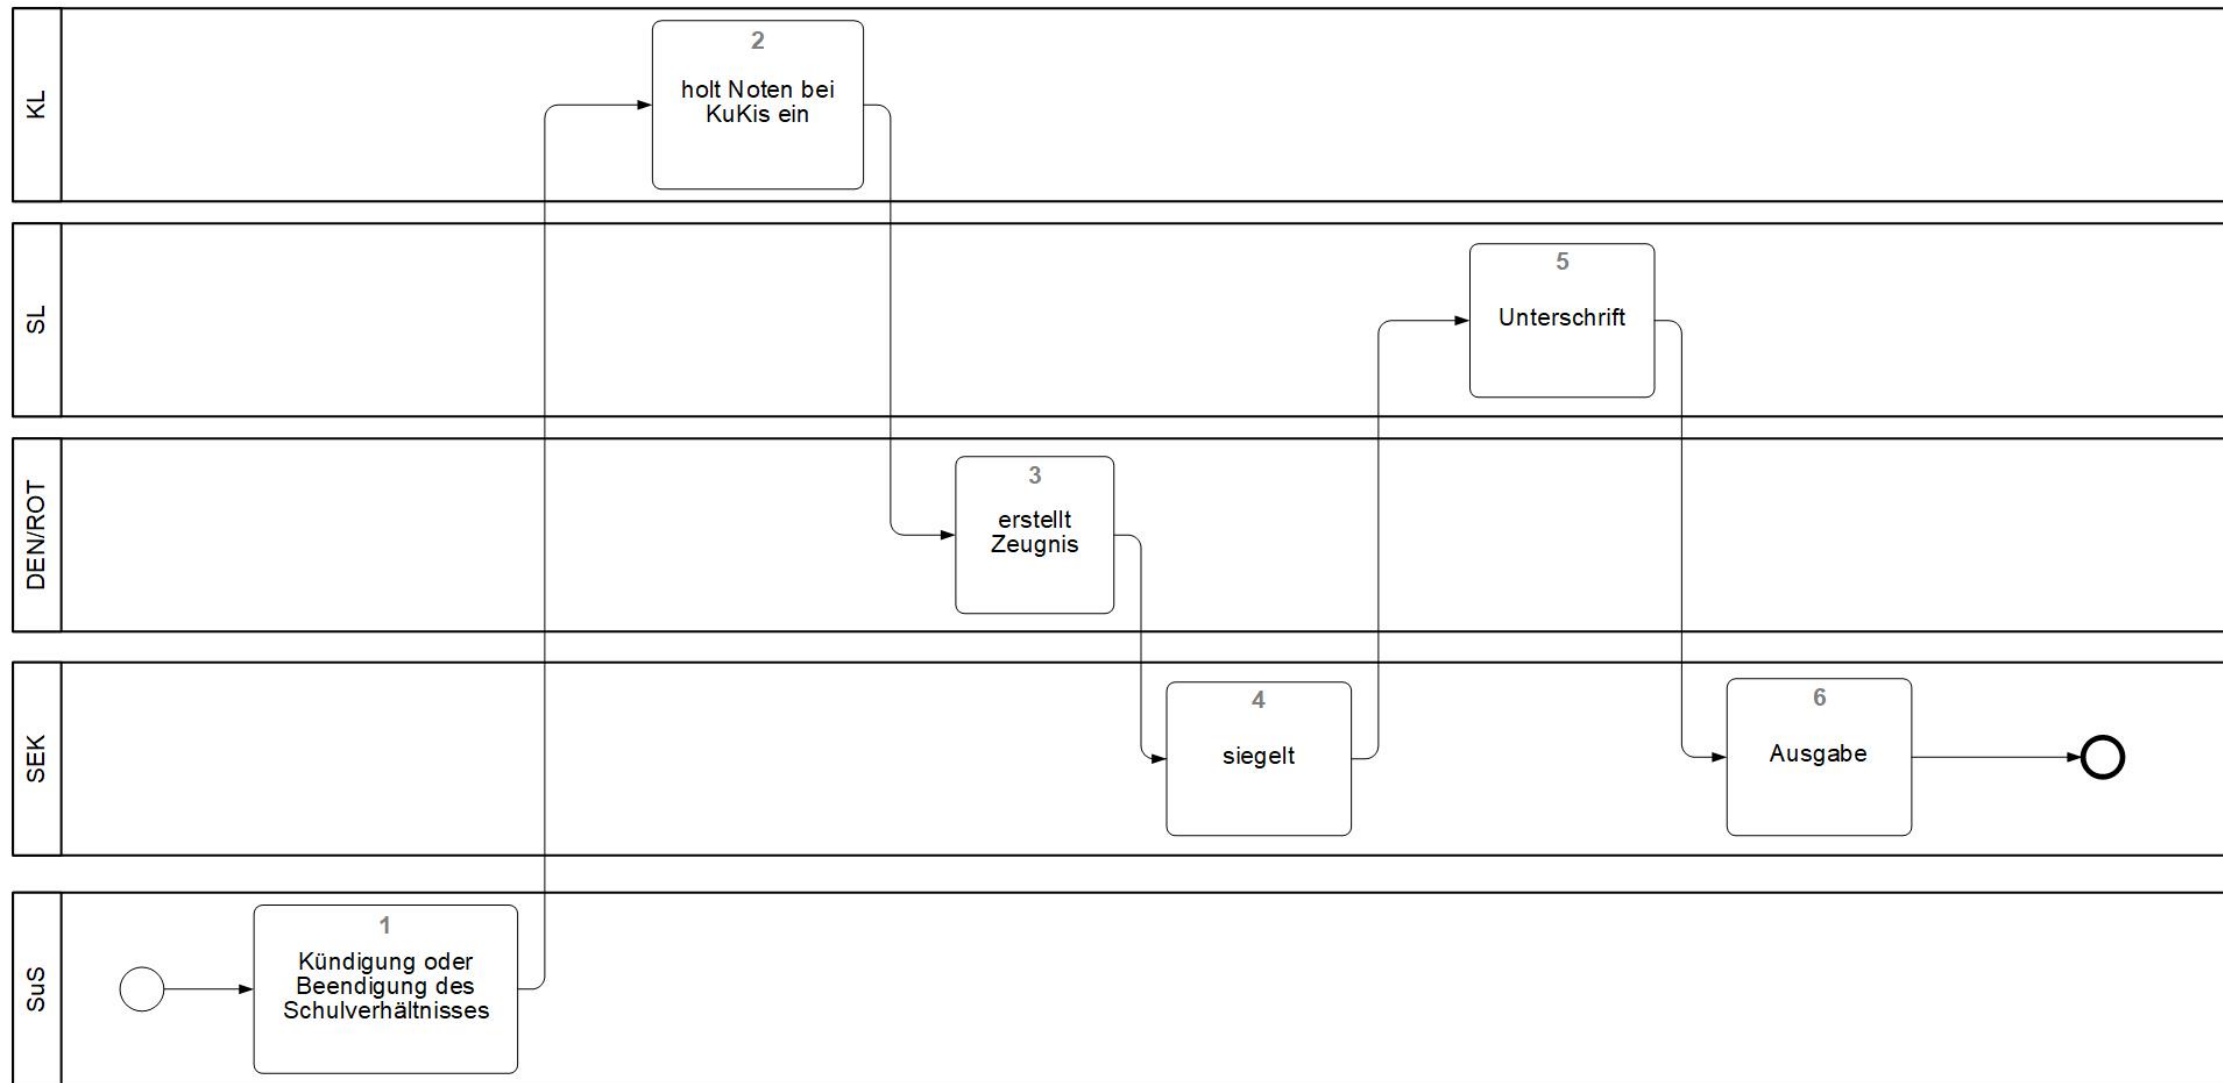 KL
2
holt Noten bei
KuKis ein
SL
5
Unterschrift
DEN/ROT
3
erstellt
Zeugnis
SEK
4
siegelt
6
Ausgabe
SuS
1
Kündigung oder
Beendigung des
Schulverhältnisses